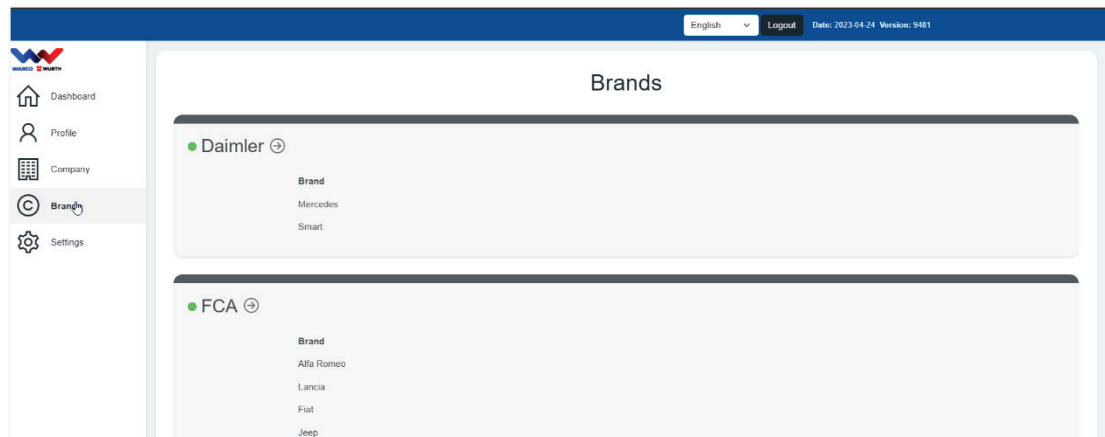 English Logout Date: 2023-04-24 Version: 9481
WABCO WURTH
Dashboard
Profile
Company
Brands
Settings
Brands
Daimler
Brand
Mercedes
Smart
FCA
Brand
Alfa Romeo
Lancia
Fiat
Jeep